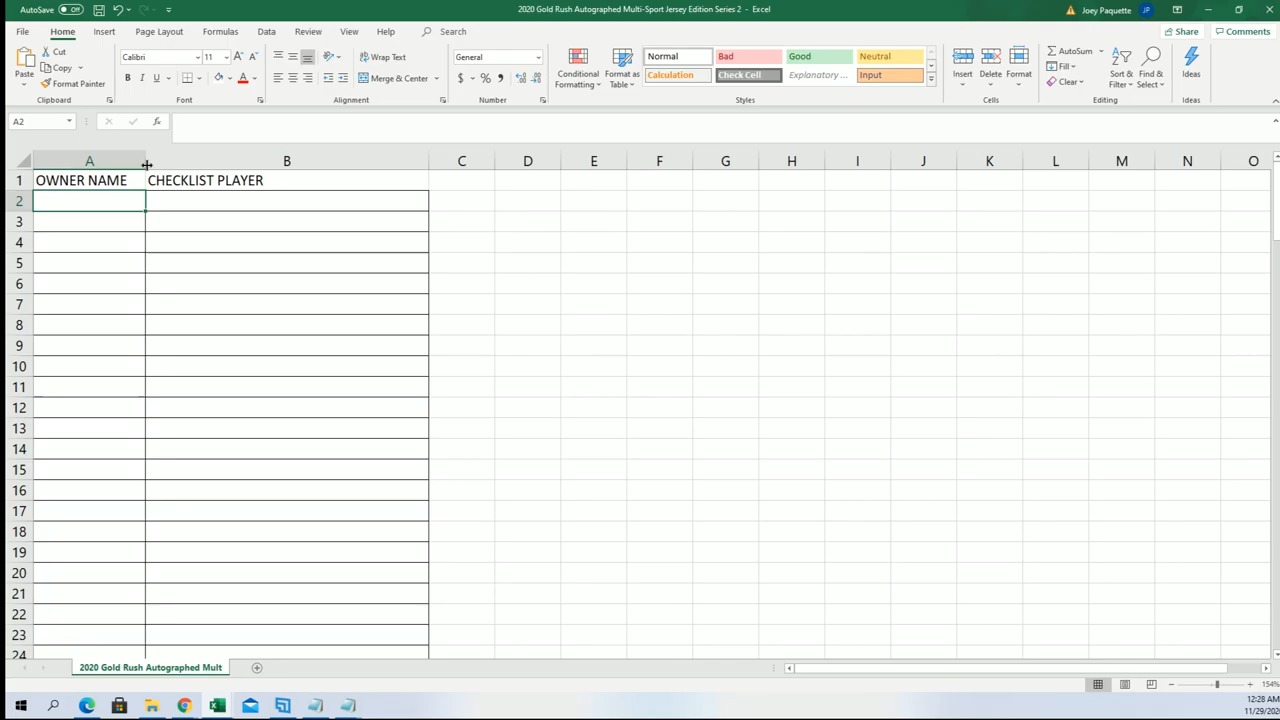 AutoSave Off 2020 Gold Rush Autographed Multi-Sport Jersey Edition Series 2 - Excel Joey Paquette JP
File Home Insert Page Layout Formulas Data Review View Help Search Share Comments
Paste Cut Copy Format Painter Clipboard
Calibri 11 B I U A Font
Wrap Text Merge & Center Alignment
General $ % Number
Conditional Formatting Format as Table
Normal Bad Good Neutral
Calculation Check Cell Explanatory ... Input
Styles
Insert Delete Format Cells
AutoSum Fill Clear Sort & Filter Find & Select Editing
Ideas Ideas
A2 fx
A B C D E F G H I J K L M N O
1 OWNER NAME CHECKLIST PLAYER
2
3
4
5
6
7
8
9
10
11
12
13
14
15
16
17
18
19
20
21
22
23
24
2020 Gold Rush Autographed Mult
154%
12:28 AM